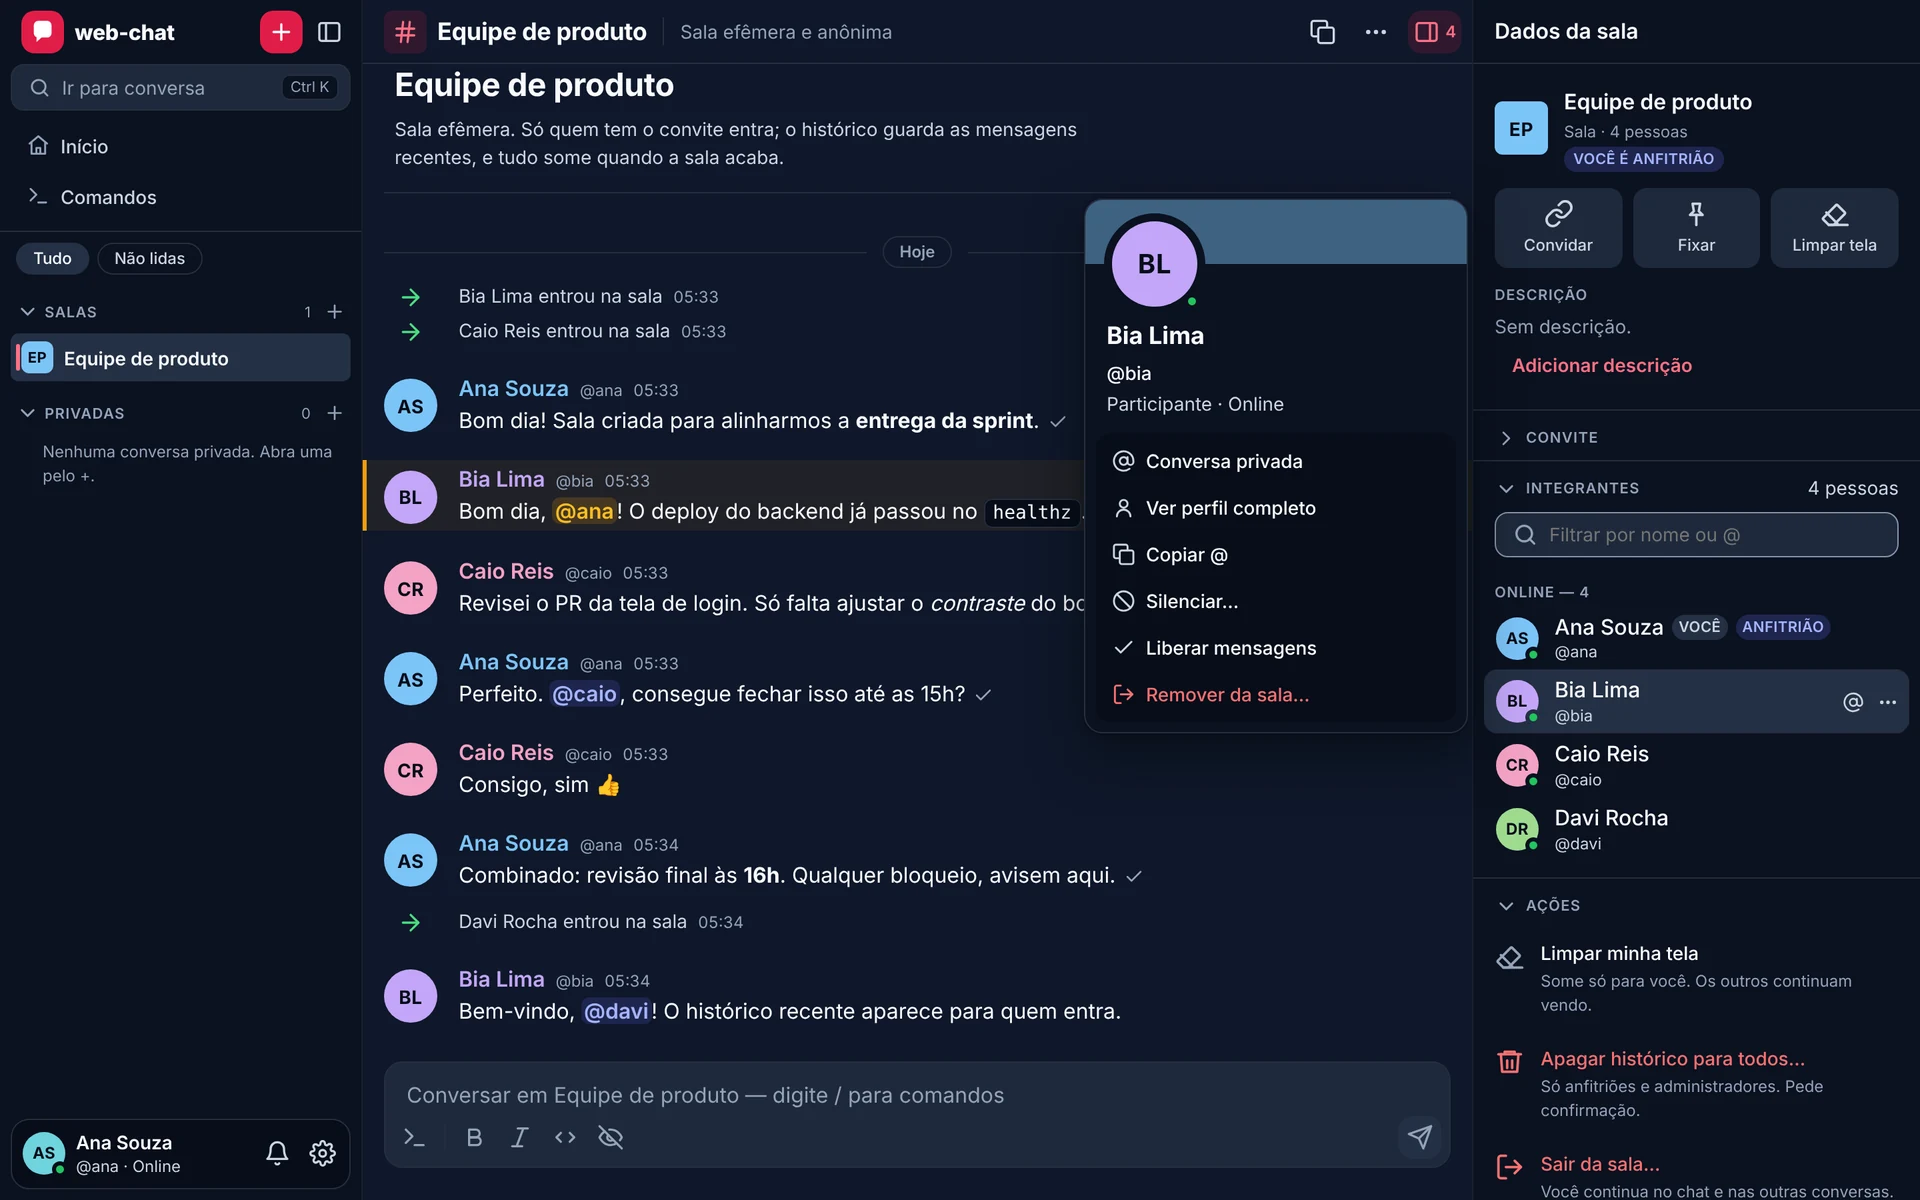 web-chat
Ir para conversa
Ctrl K
Início
Comandos
Tudo
Não lidas
SALAS
1
EP
Equipe de produto
PRIVADAS
0
Nenhuma conversa privada. Abra uma
pelo +.
AS
Ana Souza
@ana · Online
# Equipe de produto
Sala efêmera e anônima
4
Equipe de produto
Sala efêmera. Só quem tem o convite entra; o histórico guarda as mensagens
recentes, e tudo some quando a sala acaba.
Hoje
Bia Lima entrou na sala 05:33
Caio Reis entrou na sala 05:33
AS
Ana Souza @ana 05:33
Bom dia! Sala criada para alinharmos a entrega da sprint.
BL
Bia Lima @bia 05:33
Bom dia, @ana! O deploy do backend já passou no healthz.
CR
Caio Reis @caio 05:33
Revisei o PR da tela de login. Só falta ajustar o contraste do
AS
Ana Souza @ana 05:33
Perfeito. @caio, consegue fechar isso até as 15h?
CR
Caio Reis @caio 05:33
Consigo, sim 👍
AS
Ana Souza @ana 05:34
Combinado: revisão final às 16h. Qualquer bloqueio, avisem aqui.
Davi Rocha entrou na sala 05:34
BL
Bia Lima @bia 05:34
Bem-vindo, @davi! O histórico recente aparece para quem entra.
Conversar em Equipe de produto — digite / para comandos
B I
BL
Bia Lima
@bia
Participante · Online
Conversa privada
Ver perfil completo
Copiar @
Silenciar...
Liberar mensagens
Remover da sala...
Dados da sala
EP
Equipe de produto
Sala · 4 pessoas
VOCÊ É ANFITRIÃO
Convidar
Fixar
Limpar tela
DESCRIÇÃO
Sem descrição.
Adicionar descrição
CONVITE
INTEGRANTES
4 pessoas
Filtrar por nome ou @
ONLINE — 4
AS
Ana Souza VOCÊ ANFITRIÃO
@ana
BL
Bia Lima
@bia
@
CR
Caio Reis
@caio
DR
Davi Rocha
@davi
AÇÕES
Limpar minha tela
Some só para você. Os outros continuam
vendo.
Apagar histórico para todos...
Só anfitriões e administradores. Pede
confirmação.
Sair da sala...
Você continua no chat e nas outras conversas.